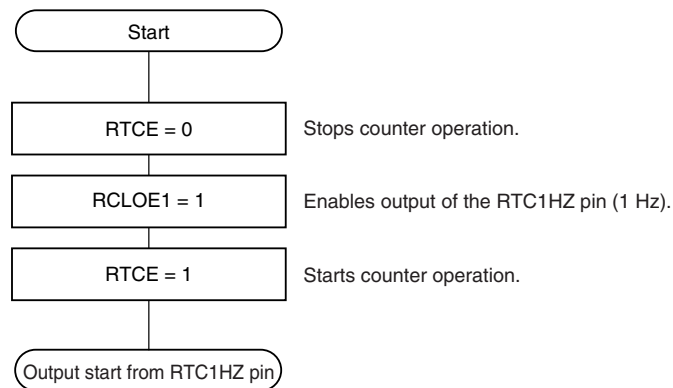 Start
RTCE = 0
Stops counter operation.
RCLOE1 = 1
Enables output of the RTC1HZ pin (1 Hz).
RTCE = 1
Starts counter operation.
Output start from RTC1HZ pin